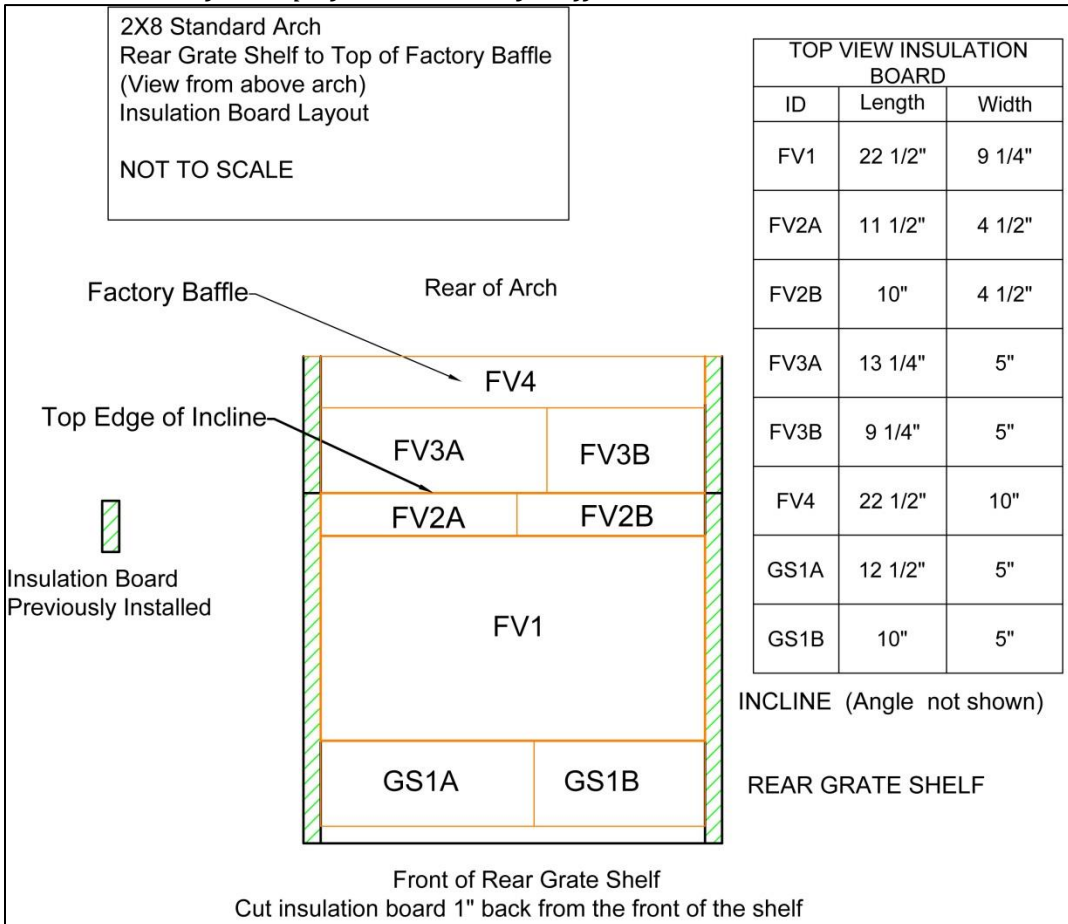 2X8 Standard Arch
Rear Grate Shelf to Top of Factory Baffle
(View from above arch)
Insulation Board Layout
NOT TO SCALE
TOP VIEW INSULATION
BOARD
ID Length Width
FV1 22 1/2" 9 1/4"
FV2A 11 1/2" 4 1/2"
FV2B 10" 4 1/2"
FV3A 13 1/4" 5"
FV3B 9 1/4" 5"
FV4 22 1/2" 10"
GS1A 12 1/2" 5"
GS1B 10" 5"
Factory Baffle
Rear of Arch
FV4
Top Edge of Incline
FV3A FV3B
FV2A FV2B
Insulation Board
Previously Installed
FV1
INCLINE (Angle not shown)
GS1A GS1B
REAR GRATE SHELF
Front of Rear Grate Shelf
Cut insulation board 1" back from the front of the shelf